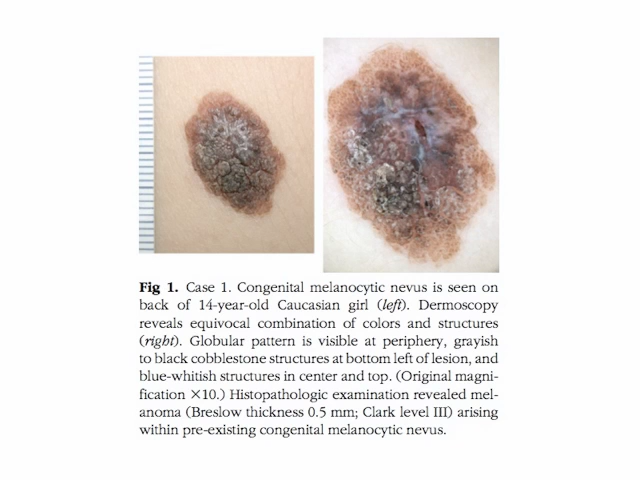 Fig 1. Case 1. Congenital melanocytic nevus is seen on
back of 14-year-old Caucasian girl (left). Dermoscopy
reveals equivocal combination of colors and structures
(right). Globular pattern is visible at periphery, grayish
to black cobblestone structures at bottom left of lesion, and
blue-whitish structures in center and top. (Original magni-
fication ×10.) Histopathologic examination revealed mel-
anoma (Breslow thickness 0.5 mm; Clark level III) arising
within pre-existing congenital melanocytic nevus.